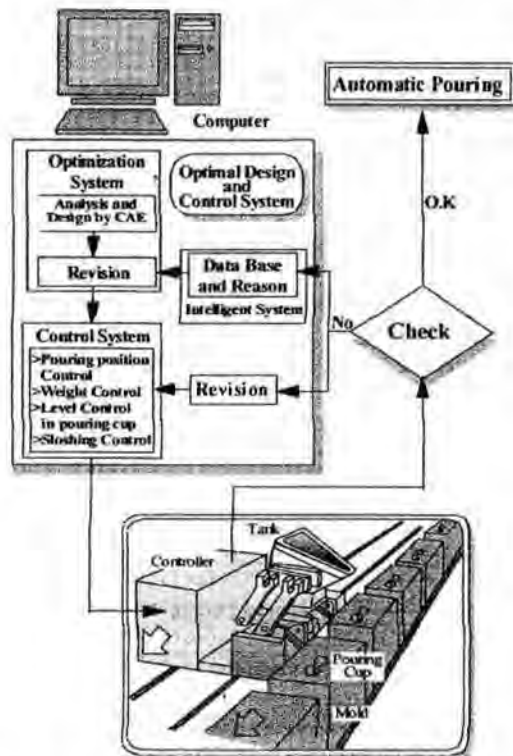 Computer
Automatic Pouring
Optimization
System
Analysis and
Design by CAE
Revision
Optimal Design
and
Control System
Data Base
and Reason
Intelligent System
Control System
>Pouring position
Control
>Weight Control
>Level Control
in pouring cup
>Sloshing Control
Revision
No
Check
O.K
Tank
Controller
Pouring
Cup
Mold